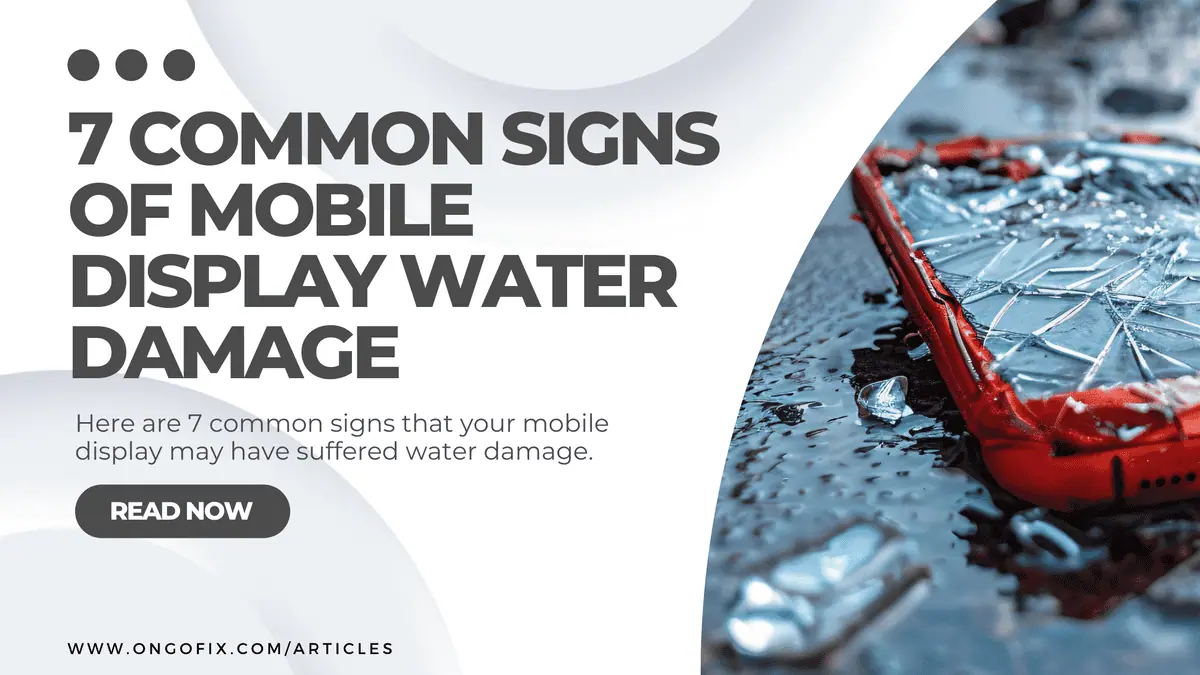 7 COMMON SIGNS
OF MOBILE
DISPLAY WATER
DAMAGE
Here are 7 common signs that your mobile
display may have suffered water damage.
READ NOW
WWW.ONGOFIX.COM/ARTICLES